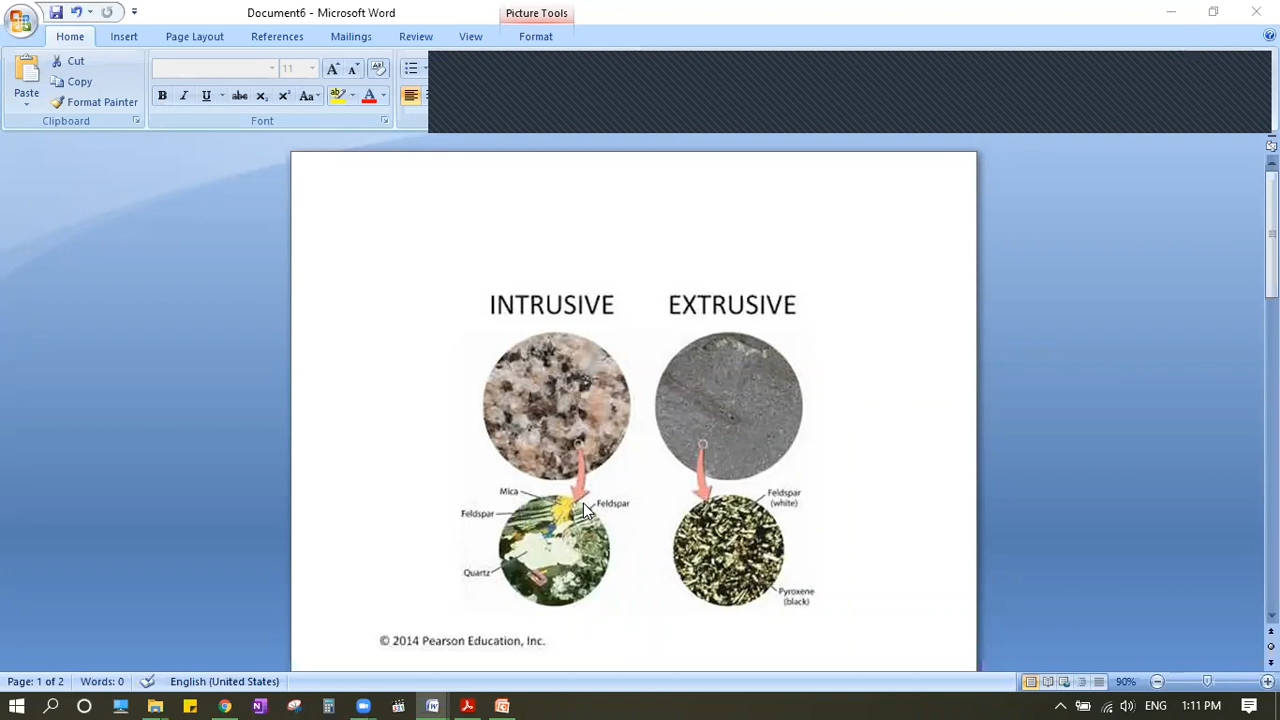 Document6 - Microsoft Word
Picture Tools
Home
Insert
Page Layout
References
Mailings
Review
View
Format
Paste
Cut
Copy
Format Painter
Clipboard
11
Font
INTRUSIVE
EXTRUSIVE
Mica
Feldspar
Feldspar
Quartz
Feldspar
(white)
Pyroxene
(black)
© 2014 Pearson Education, Inc.
Page: 1 of 2
Words: 0
English (United States)
90%
ENG
1:11 PM